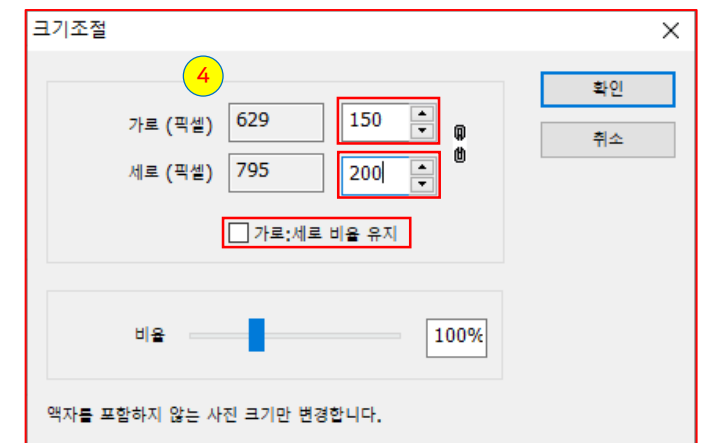 크기조절
4
가로 (픽셀) 629 150
세로 (픽셀) 795 200
가로:세로 비율 유지
비율 100%
액자를 포함하지 않는 사진 크기만 변경합니다.
확인
취소